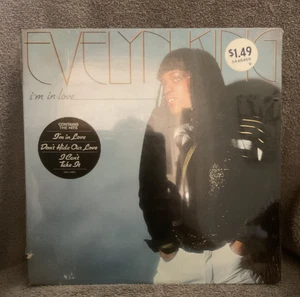 EVELYN KING
$1.49
i'm in love
CONTAINS
THE HITS
I'm in Love
Don't Hide Our Love
I Can't
Take It